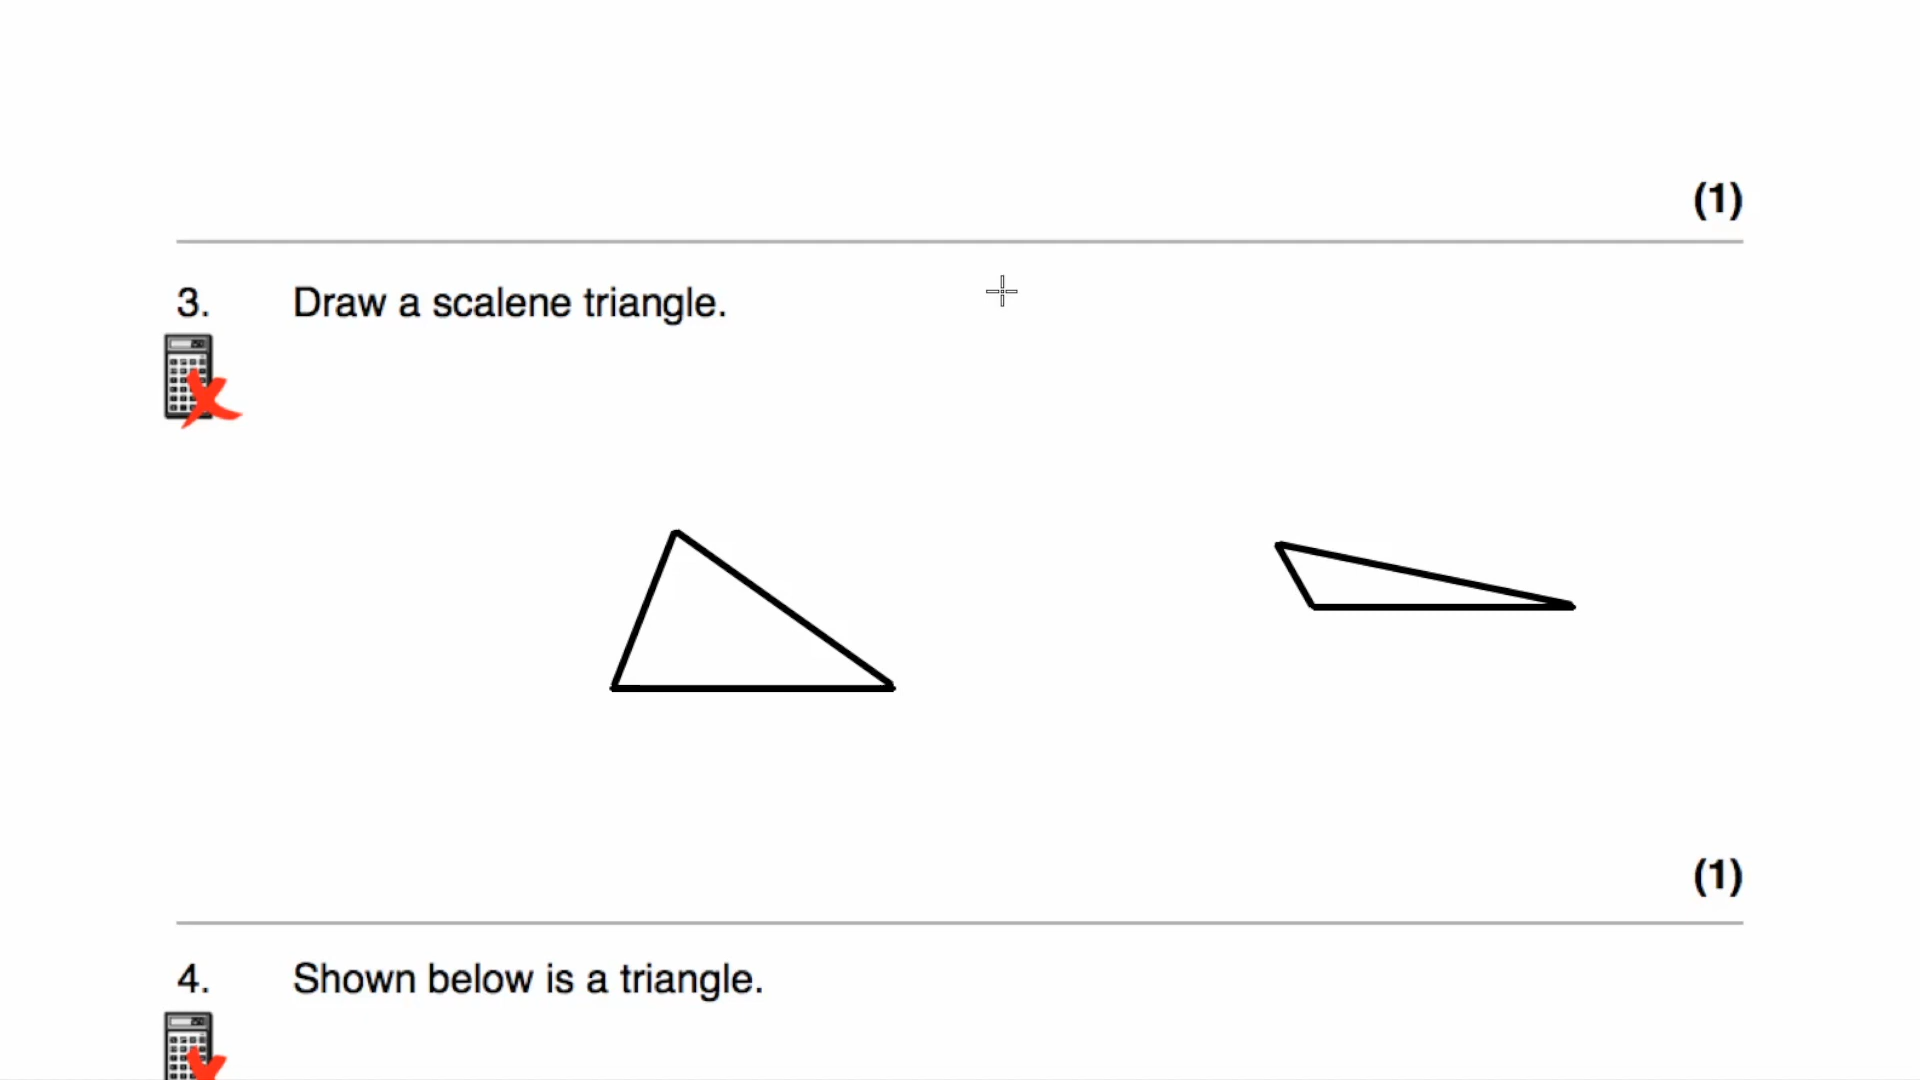 (1)
3. Draw a scalene triangle.
(1)
4. Shown below is a triangle.